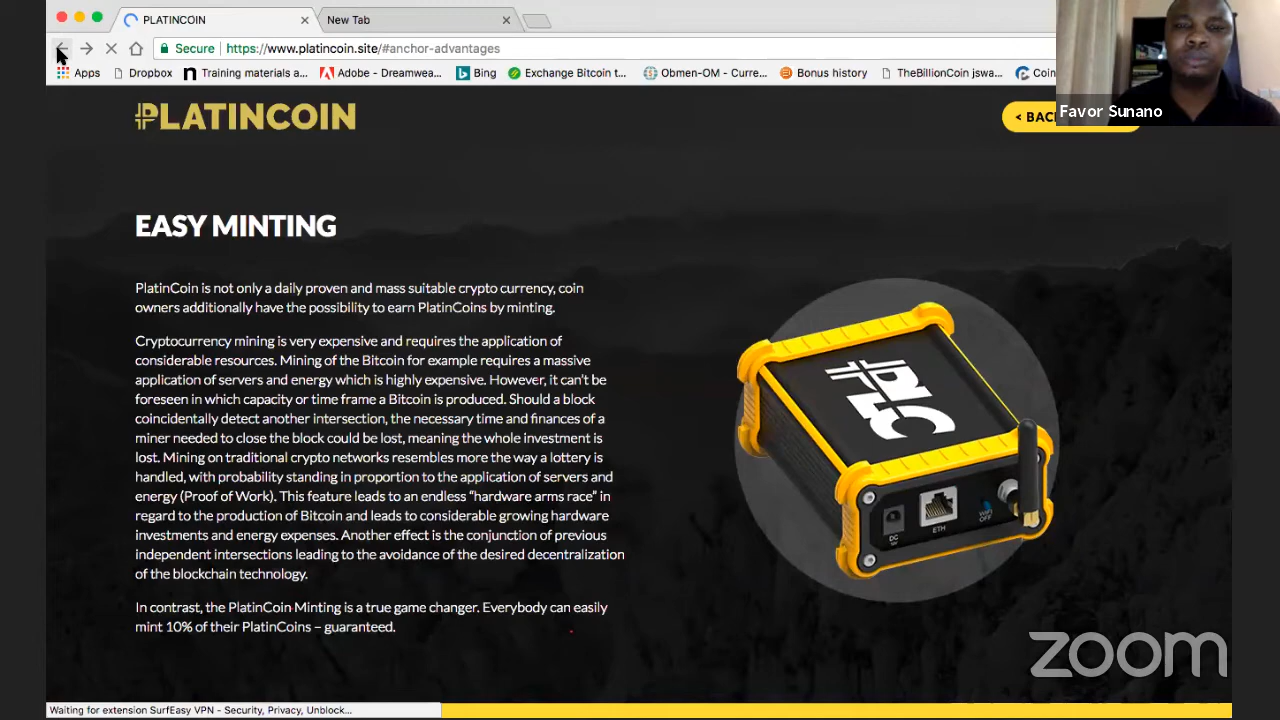 PLATINCOIN
New Tab
Secure
https://www.platincoin.site/#anchor-advantages
Apps
Dropbox
Training materials a...
Adobe - Dreamwea...
Bing
Exchange Bitcoin t...
Obmen-OM - Curre...
Bonus history
TheBillionCoin jswa...
Coin
Favor Sunano
PLATINCOIN
< BAC
EASY MINTING
PlatinCoin is not only a daily proven and mass suitable crypto currency, coin
owners additionally have the possibility to earn PlatinCoins by minting.
Cryptocurrency mining is very expensive and requires the application of
considerable resources. Mining of the Bitcoin for example requires a massive
application of servers and energy which is highly expensive. However, it can't be
foreseen in which capacity or time frame a Bitcoin is produced. Should a block
coincidentally detect another intersection, the necessary time and finances of a
miner needed to close the block could be lost, meaning the whole investment is
lost. Mining on traditional crypto networks resembles more the way a lottery is
handled, with probability standing in proportion to the application of servers and
energy (Proof of Work). This feature leads to an endless “hardware arms race” in
regard to the production of Bitcoin and leads to considerable growing hardware
investments and energy expenses. Another effect is the conjunction of previous
independent intersections leading to the avoidance of the desired decentralization
of the blockchain technology.
In contrast, the PlatinCoin Minting is a true game changer. Everybody can easily
mint 10% of their PlatinCoins – guaranteed.
PLC
DC
ETH
WiFi
OFF
zoom
Waiting for extension SurfEasy VPN - Security, Privacy, Unblock...